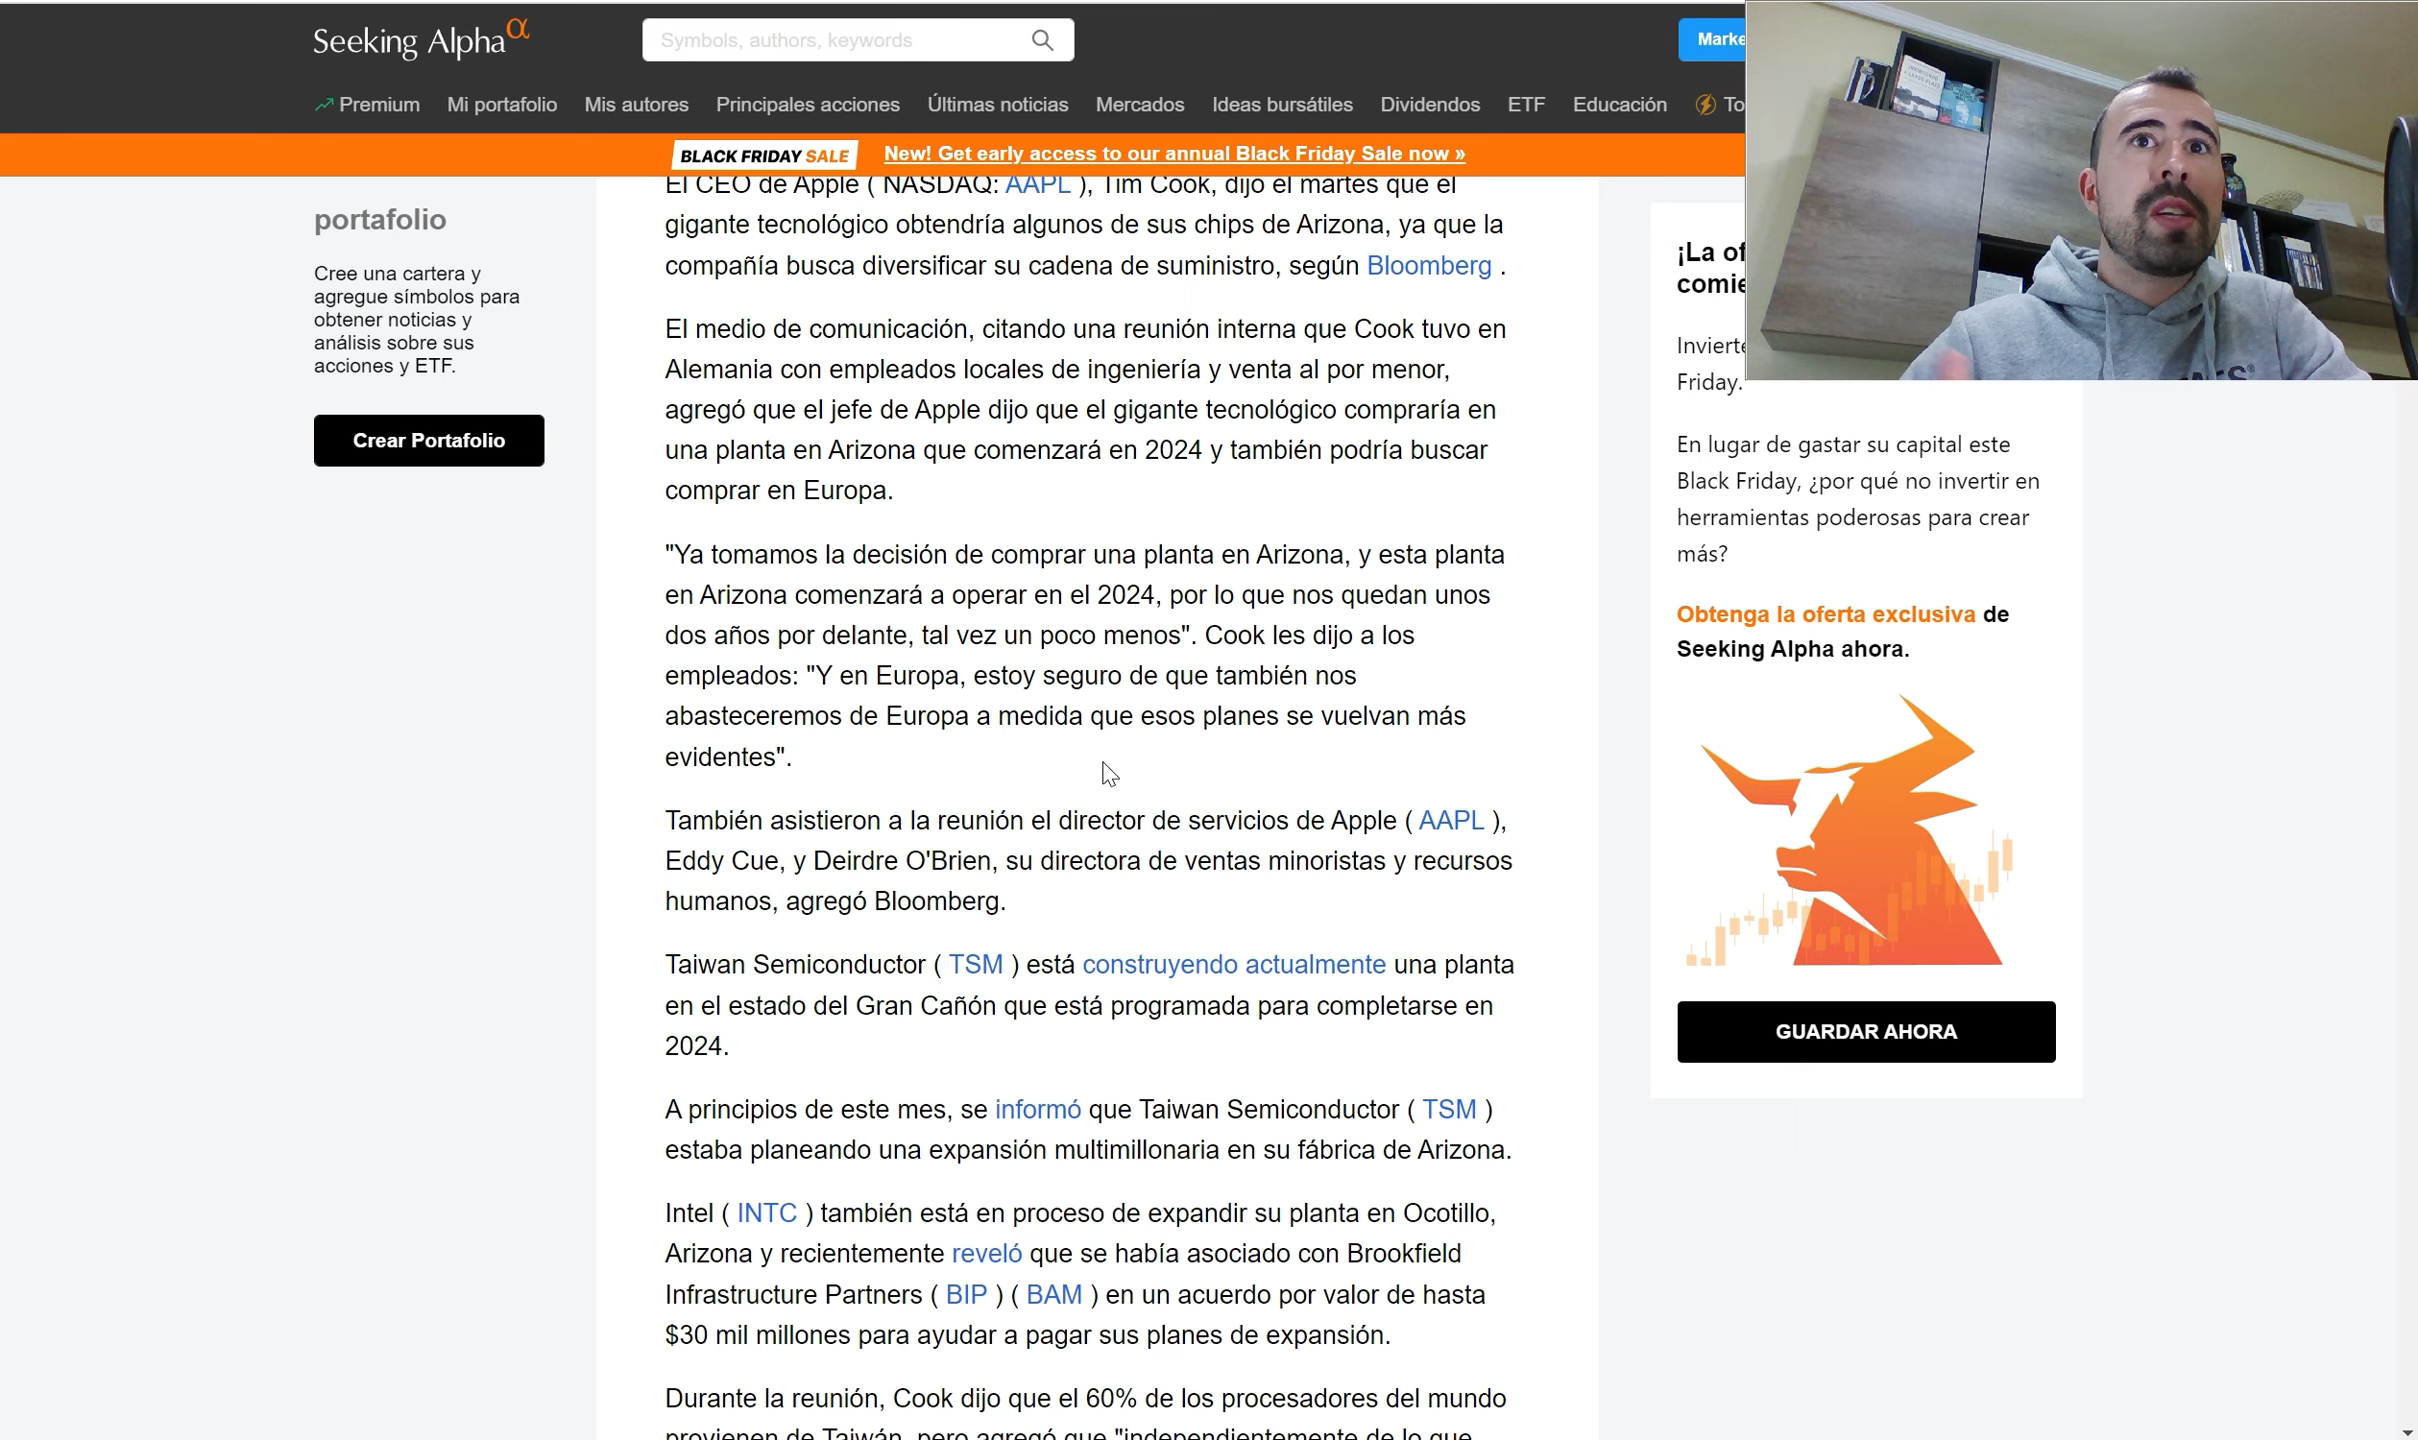 Seeking Alpha α
Symbols, authors, keywords
Marke
Premium Mi portafolio Mis autores Principales acciones Últimas noticias Mercados Ideas bursátiles Dividendos ETF Educación To
BLACK FRIDAY SALE New! Get early access to our annual Black Friday Sale now »
portafolio
Cree una cartera y
agregue símbolos para
obtener noticias y
análisis sobre sus
acciones y ETF.
Crear Portafolio
El CEO de Apple ( NASDAQ: AAPL ), Tim Cook, dijo el martes que el
gigante tecnológico obtendría algunos de sus chips de Arizona, ya que la
compañía busca diversificar su cadena de suministro, según Bloomberg .
El medio de comunicación, citando una reunión interna que Cook tuvo en
Alemania con empleados locales de ingeniería y venta al por menor,
agregó que el jefe de Apple dijo que el gigante tecnológico compraría en
una planta en Arizona que comenzará en 2024 y también podría buscar
comprar en Europa.
"Ya tomamos la decisión de comprar una planta en Arizona, y esta planta
en Arizona comenzará a operar en el 2024, por lo que nos quedan unos
dos años por delante, tal vez un poco menos". Cook les dijo a los
empleados: "Y en Europa, estoy seguro de que también nos
abasteceremos de Europa a medida que esos planes se vuelvan más
evidentes".
También asistieron a la reunión el director de servicios de Apple ( AAPL ),
Eddy Cue, y Deirdre O'Brien, su directora de ventas minoristas y recursos
humanos, agregó Bloomberg.
Taiwan Semiconductor ( TSM ) está construyendo actualmente una planta
en el estado del Gran Cañón que está programada para completarse en
2024.
A principios de este mes, se informó que Taiwan Semiconductor ( TSM )
estaba planeando una expansión multimillonaria en su fábrica de Arizona.
Intel ( INTC ) también está en proceso de expandir su planta en Ocotillo,
Arizona y recientemente reveló que se había asociado con Brookfield
Infrastructure Partners ( BIP ) ( BAM ) en un acuerdo por valor de hasta
$30 mil millones para ayudar a pagar sus planes de expansión.
Durante la reunión, Cook dijo que el 60% de los procesadores del mundo
provienen de Taiwán, pero agregó que "independientemente de lo que
¡La of
comie
Invierte
Friday.
En lugar de gastar su capital este
Black Friday, ¿por qué no invertir en
herramientas poderosas para crear
más?
Obtenga la oferta exclusiva de
Seeking Alpha ahora.
GUARDAR AHORA